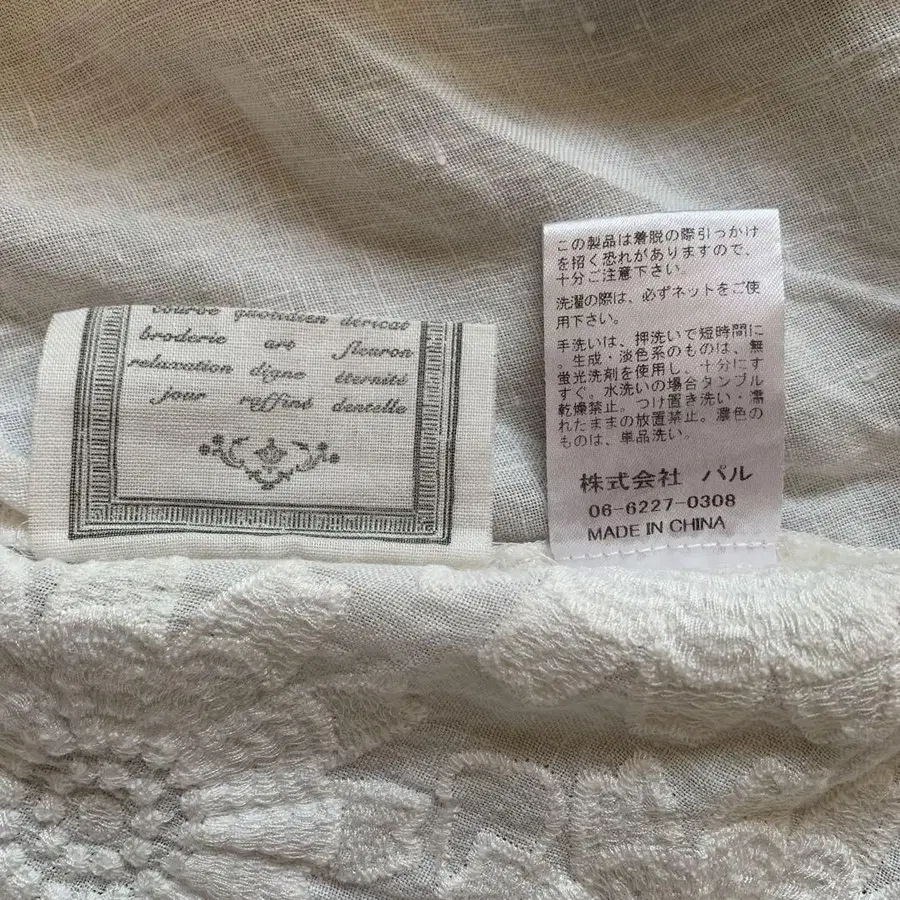 courbe quotidien délicat
broderie art fleuron
relaxation digne éternité
jour raffiné dentelle
この製品は着脱の際引っかけ
を招く恐れがありますので、
十分ご注意下さい。
洗濯の際は、必ずネットをご使
用下さい。
手洗いは、押洗いで短時間に
。生成・淡色系のものは、無
蛍光洗剤を使用し、十分にす
すぐ。水洗いの場合タンブル
乾燥禁止。つけ置き洗い・濡
れたままの放置禁止。濃色の
ものは、単品洗い。
株式会社 パル
06-6227-0308
MADE IN CHINA